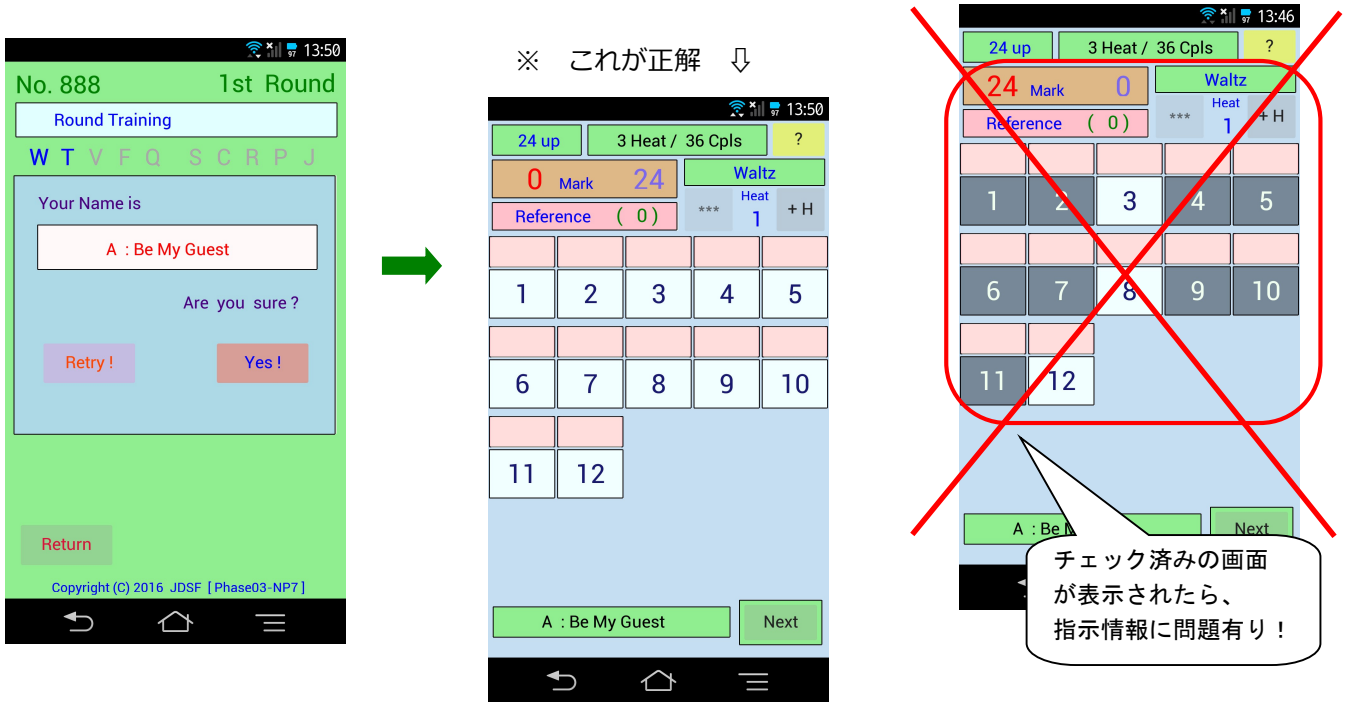 13:50
No. 888 1st Round
Round Training
W T V F Q S C R P J
Your Name is
A : Be My Guest
Are you sure ?
Retry ! Yes !
Return
Copyright (C) 2016 JDSF [ Phase03-NP7 ]
※ これが正解 ⇩
13:50
24 up 3 Heat / 36 Cpls ?
0 Mark 24 Waltz
Reference ( 0 ) *** Heat 1 + H
1 2 3 4 5
6 7 8 9 10
11 12
A : Be My Guest Next
13:46
24 up 3 Heat / 36 Cpls ?
24 Mark 0 Waltz
Reference ( 0 ) *** Heat 1 + H
1 2 3 4 5
6 7 8 9 10
11 12
A : Be Next
チェック済みの画面
が表示されたら、
指示情報に問題有り！